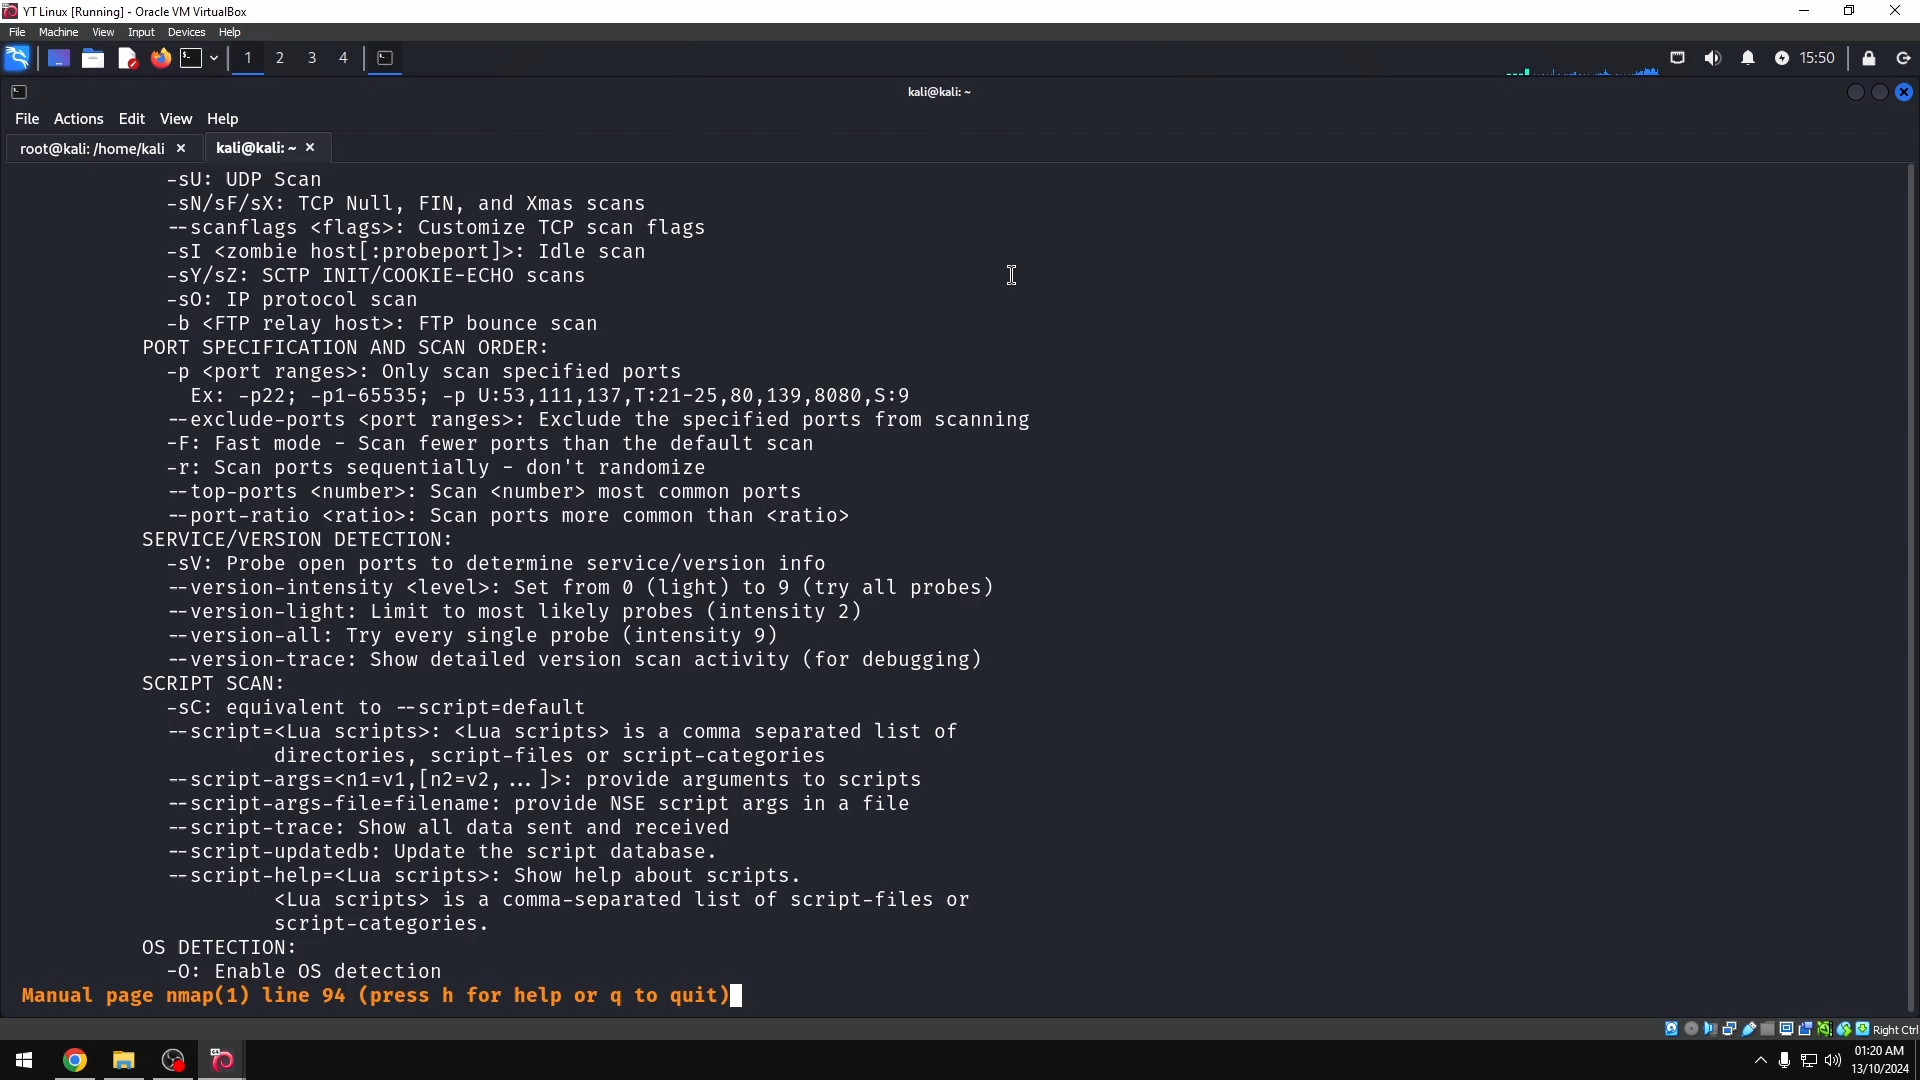 YT Linux [Running] - Oracle VM VirtualBox
File Machine View Input Devices Help
1 2 3 4 15:50
kali@kali: ~
File Actions Edit View Help
root@kali: /home/kali × kali@kali: ~ ×
-sU: UDP Scan
-sN/sF/sX: TCP Null, FIN, and Xmas scans
--scanflags <flags>: Customize TCP scan flags
-sI <zombie host[:probeport]>: Idle scan
-sY/sZ: SCTP INIT/COOKIE-ECHO scans
-sO: IP protocol scan
-b <FTP relay host>: FTP bounce scan
PORT SPECIFICATION AND SCAN ORDER:
-p <port ranges>: Only scan specified ports
Ex: -p22; -p1-65535; -p U:53,111,137,T:21-25,80,139,8080,S:9
--exclude-ports <port ranges>: Exclude the specified ports from scanning
-F: Fast mode - Scan fewer ports than the default scan
-r: Scan ports sequentially - don't randomize
--top-ports <number>: Scan <number> most common ports
--port-ratio <ratio>: Scan ports more common than <ratio>
SERVICE/VERSION DETECTION:
-sV: Probe open ports to determine service/version info
--version-intensity <level>: Set from 0 (light) to 9 (try all probes)
--version-light: Limit to most likely probes (intensity 2)
--version-all: Try every single probe (intensity 9)
--version-trace: Show detailed version scan activity (for debugging)
SCRIPT SCAN:
-sC: equivalent to --script=default
--script=<Lua scripts>: <Lua scripts> is a comma separated list of
directories, script-files or script-categories
--script-args=<n1=v1,[n2=v2,...]>: provide arguments to scripts
--script-args-file=filename: provide NSE script args in a file
--script-trace: Show all data sent and received
--script-updatedb: Update the script database.
--script-help=<Lua scripts>: Show help about scripts.
<Lua scripts> is a comma-separated list of script-files or
script-categories.
OS DETECTION:
-O: Enable OS detection
Manual page nmap(1) line 94 (press h for help or q to quit)
Right Ctrl
01:20 AM
13/10/2024